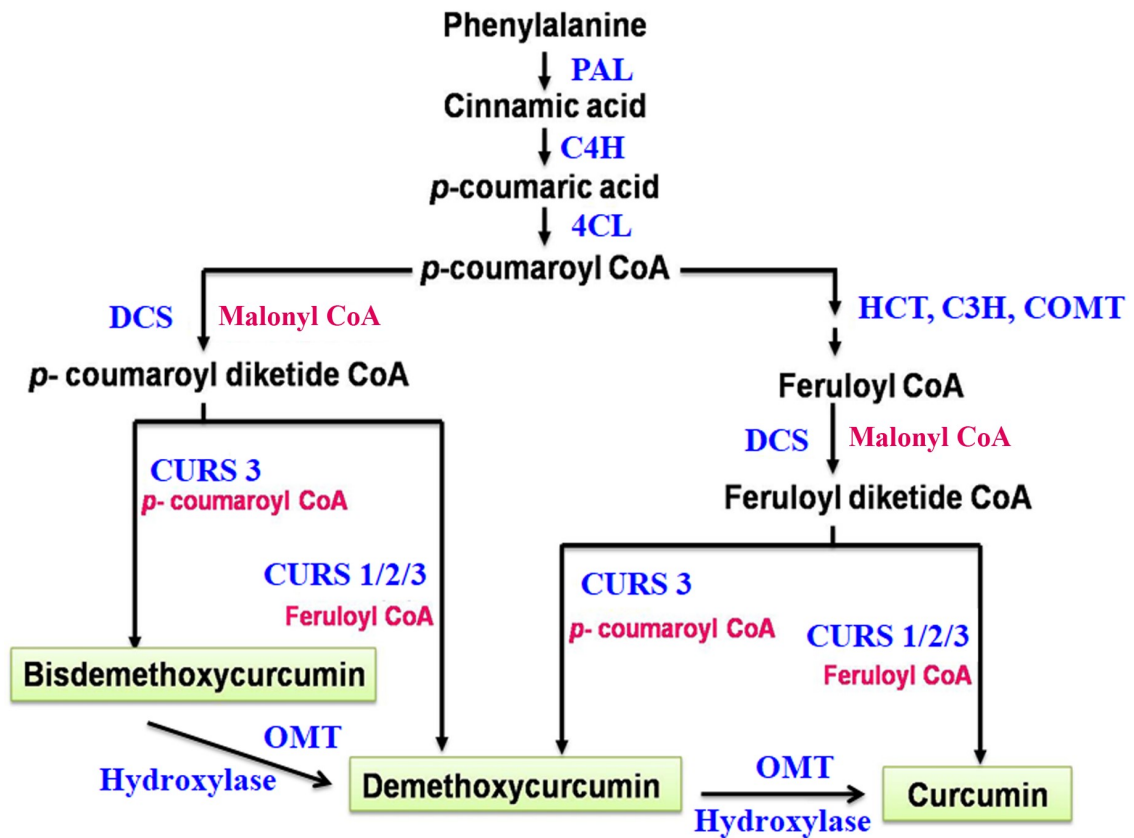 Phenylalanine
PAL
Cinnamic acid
C4H
p-coumaric acid
4CL
p-coumaroyl CoA
DCS
Malonyl CoA
HCT, C3H, COMT
p- coumaroyl diketide CoA
Feruloyl CoA
DCS
Malonyl CoA
Feruloyl diketide CoA
CURS 3
p- coumaroyl CoA
CURS 1/2/3
Feruloyl CoA
CURS 3
p- coumaroyl CoA
CURS 1/2/3
Feruloyl CoA
Bisdemethoxycurcumin
OMT
Hydroxylase
Demethoxycurcumin
OMT
Hydroxylase
Curcumin